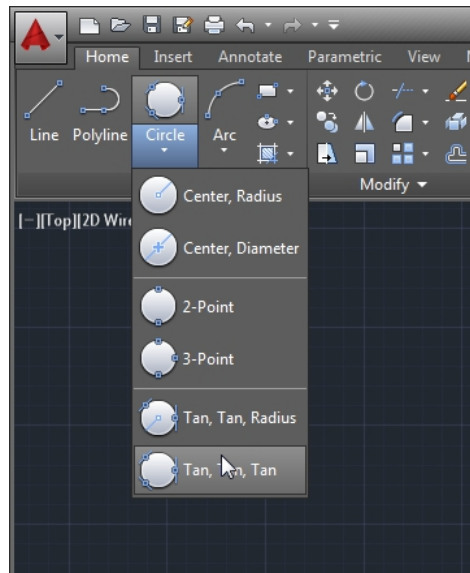 Home Insert Annotate Parametric View
Line Polyline Circle Arc
Modify
[−][Top][2D Wire
Center, Radius
Center, Diameter
2-Point
3-Point
Tan, Tan, Radius
Tan, Tan, Tan